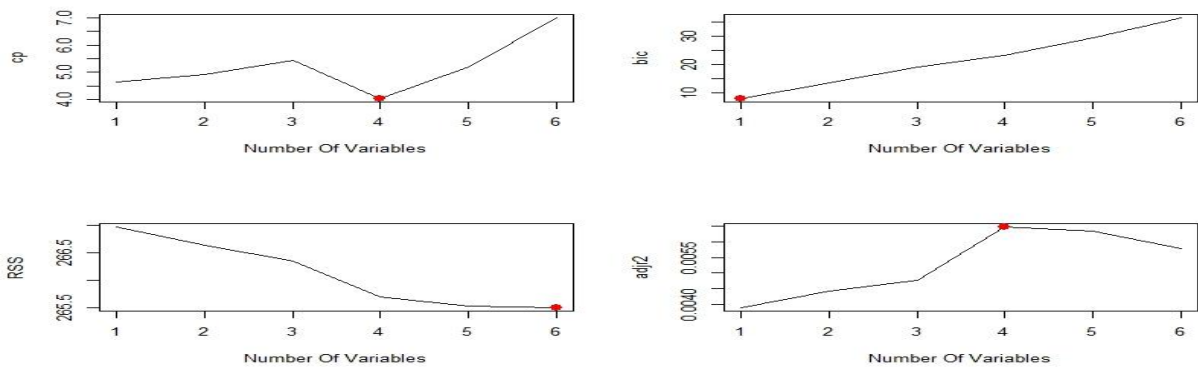 cp
4.0 5.0 6.0 7.0
1 2 3 4 5 6
Number Of Variables
bic
10 20 30
1 2 3 4 5 6
Number Of Variables
RSS
265.5 266.5
1 2 3 4 5 6
Number Of Variables
adjr2
0.0040 0.0055
1 2 3 4 5 6
Number Of Variables